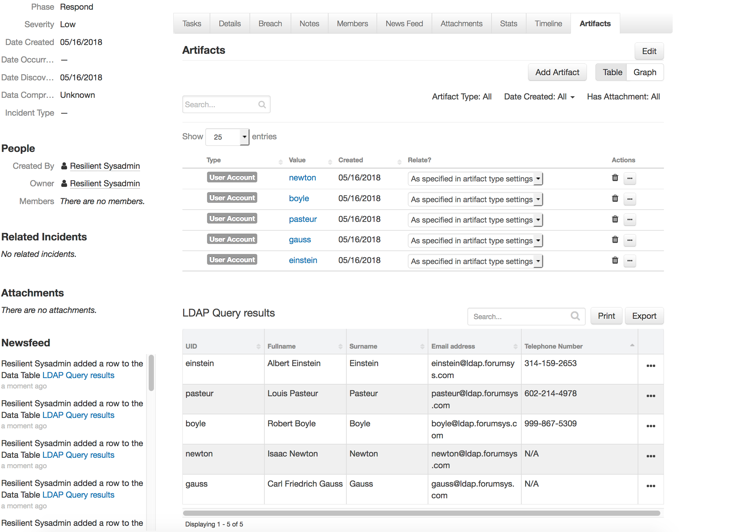 Phase Respond
Severity Low
Date Created 05/16/2018
Date Occurr... —
Date Discov... 05/16/2018
Data Compr... Unknown
Incident Type —
People
Created By Resilient Sysadmin
Owner Resilient Sysadmin
Members There are no members.
Related Incidents
No related incidents.
Attachments
There are no attachments.
Newsfeed
Resilient Sysadmin added a row to the
Data Table LDAP Query results
a moment ago
Resilient Sysadmin added a row to the
Data Table LDAP Query results
a moment ago
Resilient Sysadmin added a row to the
Data Table LDAP Query results
a moment ago
Resilient Sysadmin added a row to the
Data Table LDAP Query results
a moment ago
Resilient Sysadmin added a row to the
Tasks Details Breach Notes Members News Feed Attachments Stats Timeline Artifacts
Artifacts Edit
Add Artifact Table Graph
Artifact Type: All Date Created: All Has Attachment: All
Search...
Show 25 entries
Type Value Created Relate? Actions
User Account newton 05/16/2018 As specified in artifact type settings
User Account boyle 05/16/2018 As specified in artifact type settings
User Account pasteur 05/16/2018 As specified in artifact type settings
User Account gauss 05/16/2018 As specified in artifact type settings
User Account einstein 05/16/2018 As specified in artifact type settings
LDAP Query results Search... Print Export
UID Fullname Surname Email address Telephone Number
einstein Albert Einstein Einstein einstein@ldap.forumsy 314-159-2653
s.com
pasteur Louis Pasteur Pasteur pasteur@ldap.forumsys 602-214-4978
.com
boyle Robert Boyle Boyle boyle@ldap.forumsys.c 999-867-5309
om
newton Isaac Newton Newton newton@ldap.forumsys N/A
.com
gauss Carl Friedrich Gauss Gauss gauss@ldap.forumsys. N/A
com
Displaying 1 - 5 of 5